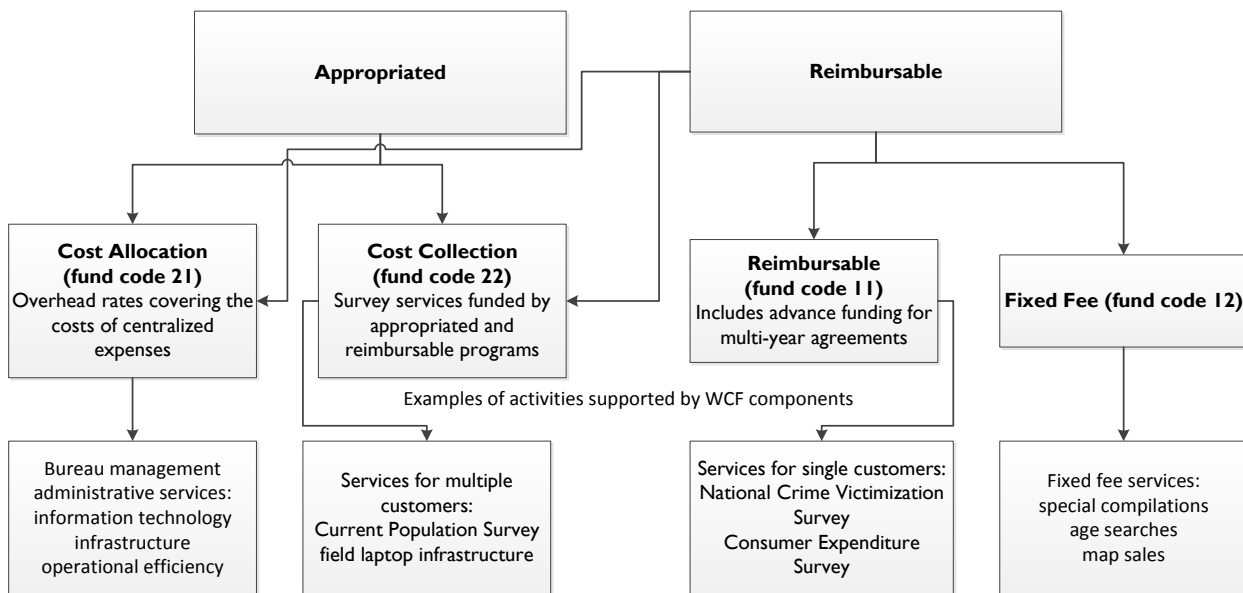 Appropriated
Reimbursable
Cost Allocation
(fund code 21)
Overhead rates covering the
costs of centralized
expenses
Cost Collection
(fund code 22)
Survey services funded by
appropriated and
reimbursable programs
Reimbursable
(fund code 11)
Includes advance funding for
multi-year agreements
Fixed Fee (fund code 12)
Examples of activities supported by WCF components
Bureau management
administrative services:
information technology
infrastructure
operational efficiency
Services for multiple
customers:
Current Population Survey
field laptop infrastructure
Services for single customers:
National Crime Victimization
Survey
Consumer Expenditure
Survey
Fixed fee services:
special compilations
age searches
map sales